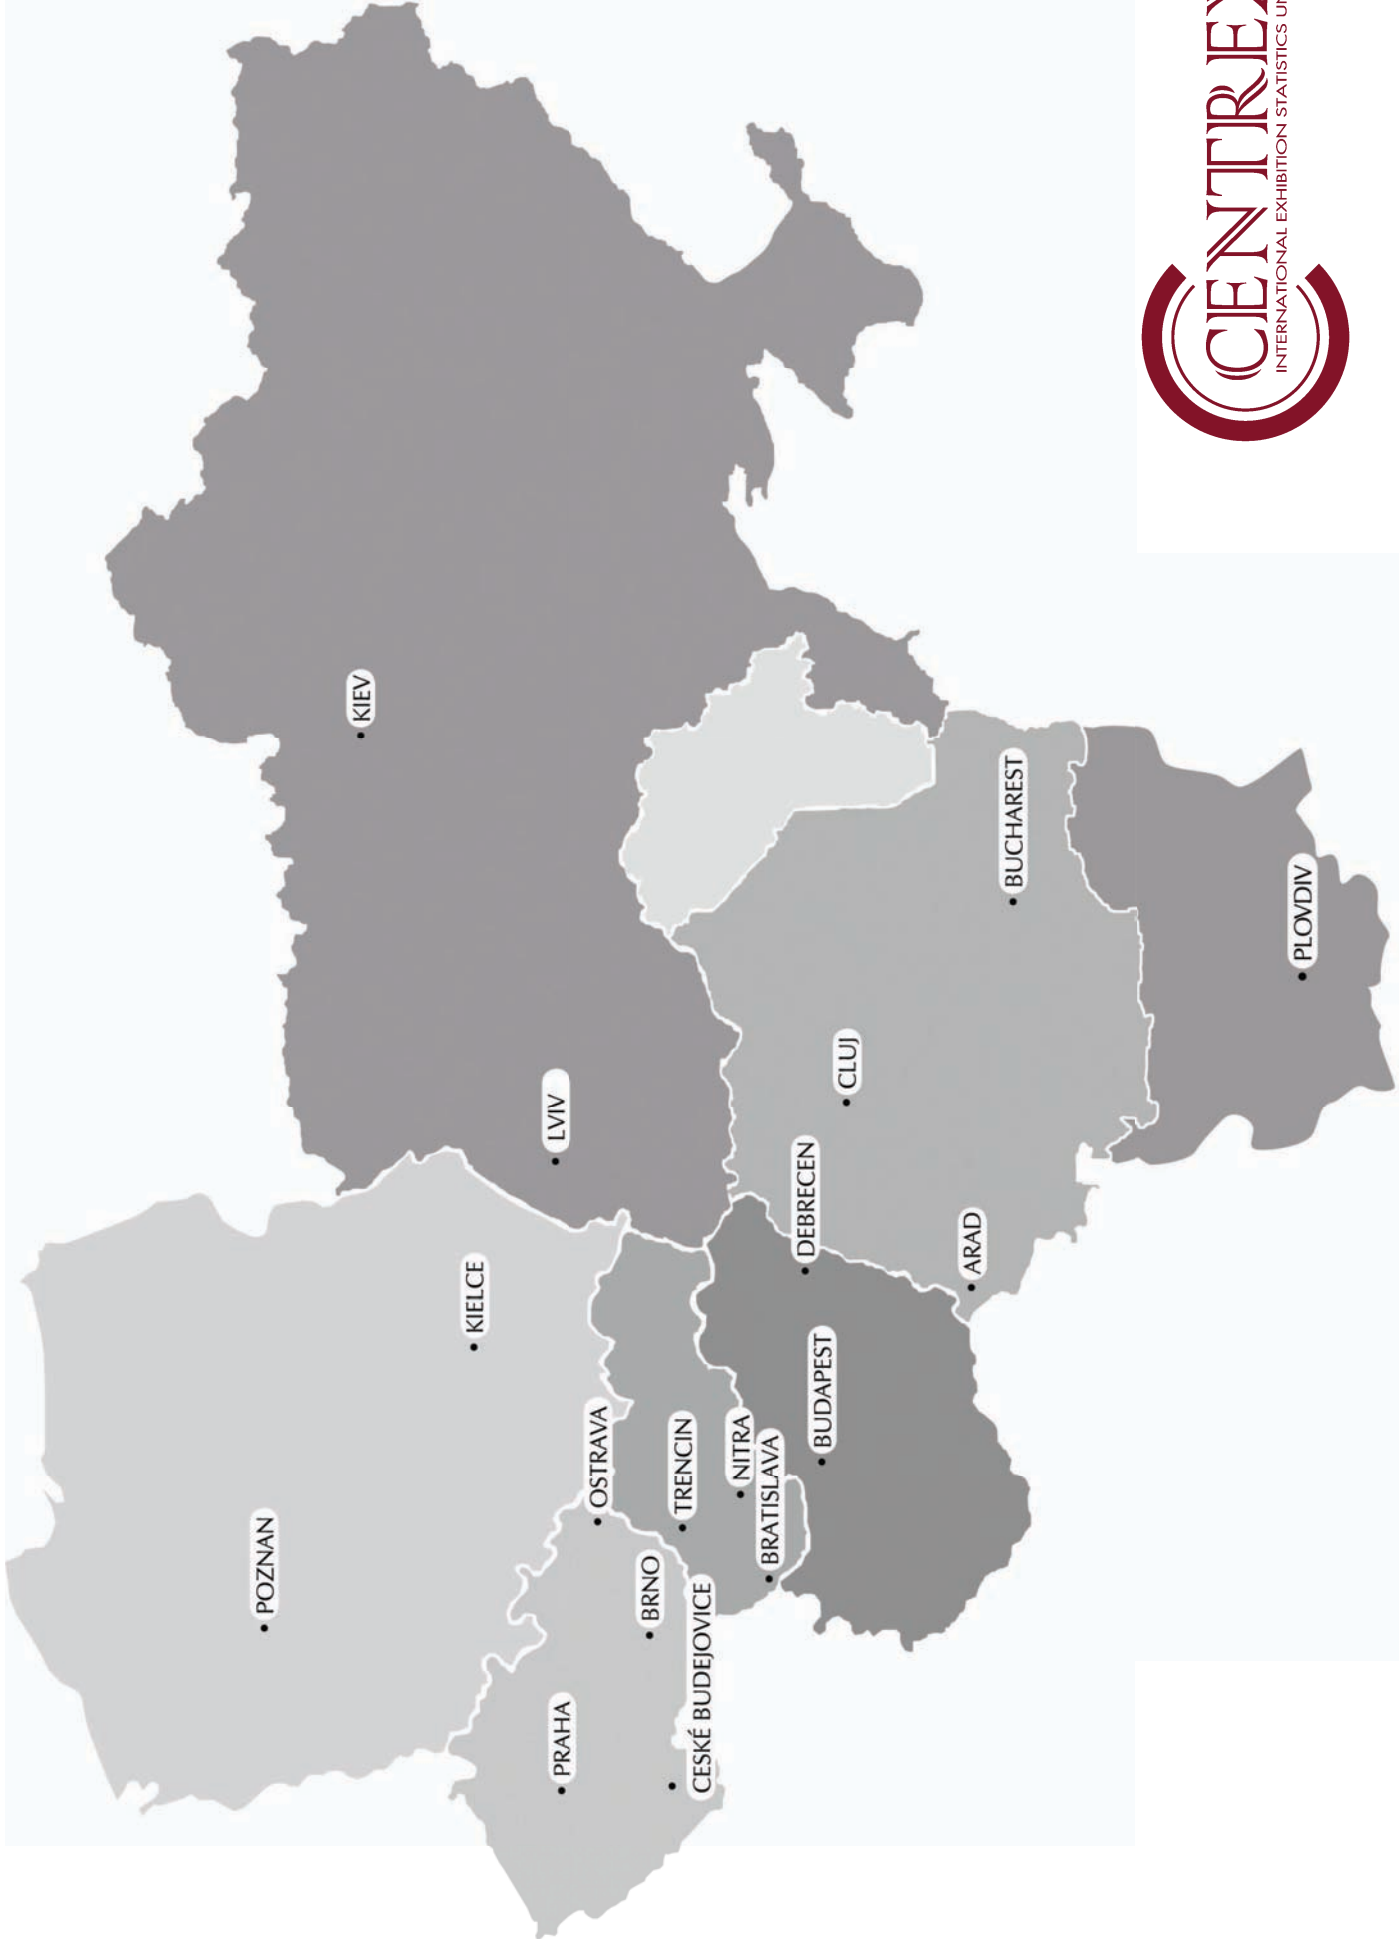 POZNAN
KIELCE
KIEV
LVIV
PRAHA
OSTRAVA
BRNO
CESKÉ BUDEJOVICE
TRENCIN
NITRA
BRATISLAVA
BUDAPEST
DEBRECEN
CLUJ
ARAD
BUCHAREST
PLOVDIV
CENTREX
INTERNATIONAL EXHIBITION STATISTICS